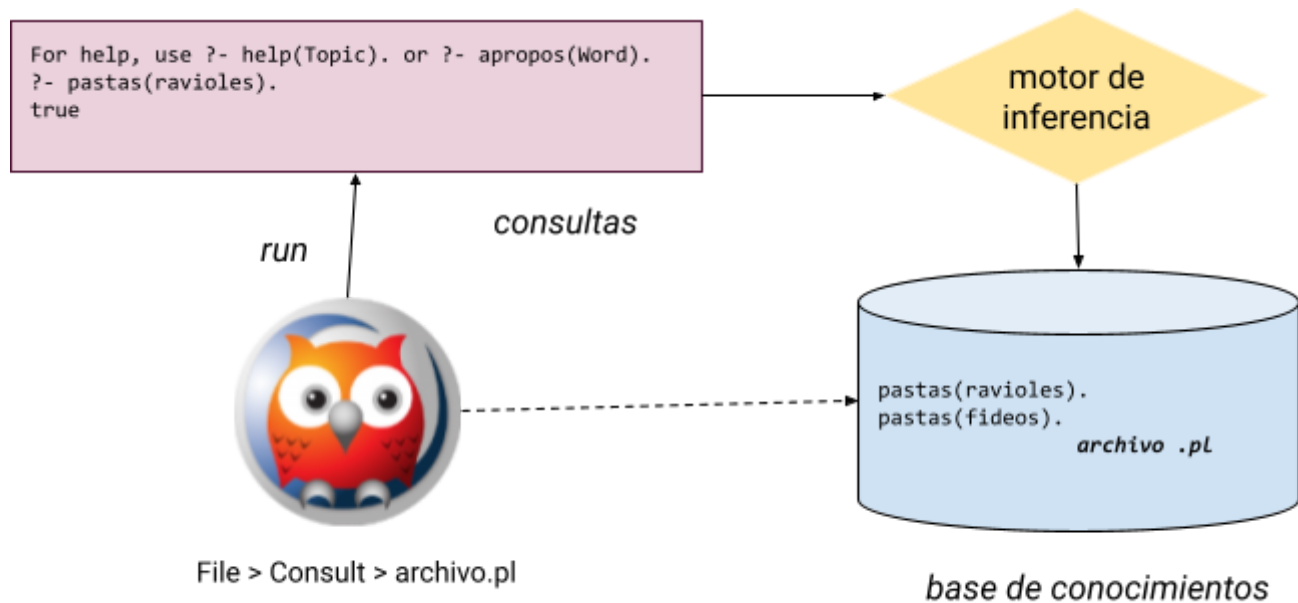 For help, use ?- help(Topic). or ?- apropos(Word).
?- pastas(ravioles).
true
motor de
inferencia
consultas
run
pastas(ravioles).
pastas(fideos).
archivo .pl
File > Consult > archivo.pl
base de conocimientos